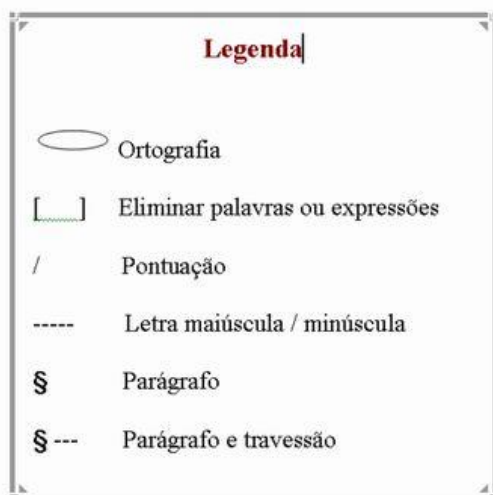 Legenda
Ortografia
[ ] Eliminar palavras ou expressões
/ Pontuação
----- Letra maiúscula / minúscula
§ Parágrafo
§ --- Parágrafo e travessão